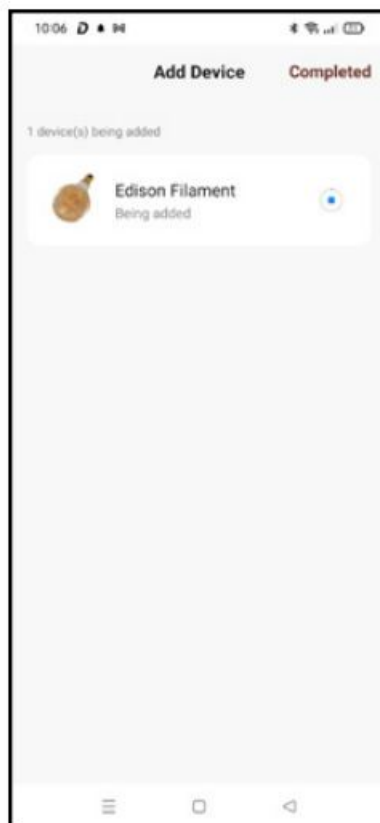 10:06
Add Device Completed
1 device(s) being added
Edison Filament
Being added